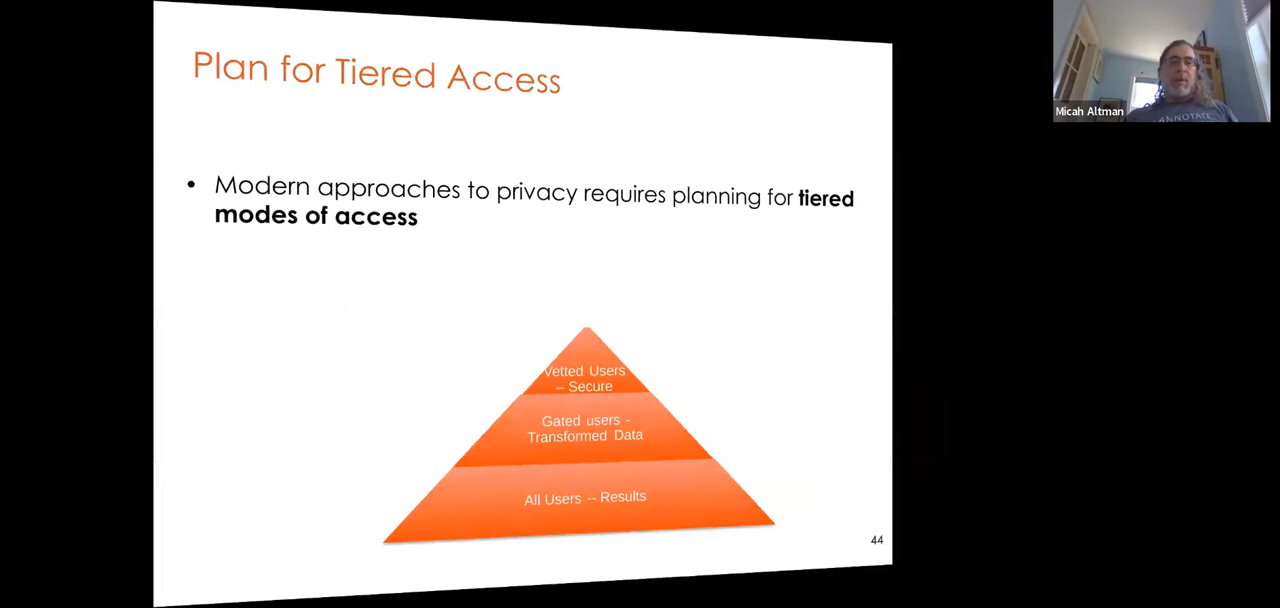 Plan for Tiered Access
Micah Altman
ANNOTATE
• Modern approaches to privacy requires planning for tiered
modes of access
Vetted Users
– Secure
Gated users -
Transformed Data
All Users -- Results
44